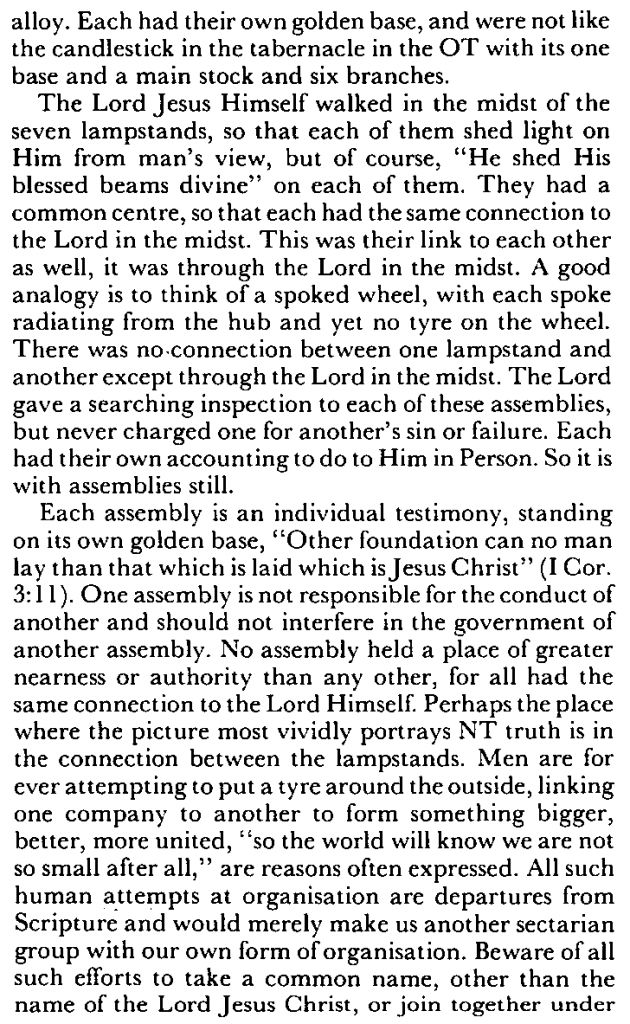 alloy. Each had their own golden base, and were not like
the candlestick in the tabernacle in the OT with its one
base and a main stock and six branches.
The Lord Jesus Himself walked in the midst of the
seven lampstands, so that each of them shed light on
Him from man's view, but of course, "He shed His
blessed beams divine" on each of them. They had a
common centre, so that each had the same connection to
the Lord in the midst. This was their link to each other
as well, it was through the Lord in the midst. A good
analogy is to think of a spoked wheel, with each spoke
radiating from the hub and yet no tyre on the wheel.
There was no connection between one lampstand and
another except through the Lord in the midst. The Lord
gave a searching inspection to each of these assemblies,
but never charged one for another's sin or failure. Each
had their own accounting to do to Him in Person. So it is
with assemblies still.
Each assembly is an individual testimony, standing
on its own golden base, "Other foundation can no man
lay than that which is laid which is Jesus Christ" (I Cor.
3:11). One assembly is not responsible for the conduct of
another and should not interfere in the government of
another assembly. No assembly held a place of greater
nearness or authority than any other, for all had the
same connection to the Lord Himself. Perhaps the place
where the picture most vividly portrays NT truth is in
the connection between the lampstands. Men are for
ever attempting to put a tyre around the outside, linking
one company to another to form something bigger,
better, more united, "so the world will know we are not
so small after all," are reasons often expressed. All such
human attempts at organisation are departures from
Scripture and would merely make us another sectarian
group with our own form of organisation. Beware of all
such efforts to take a common name, other than the
name of the Lord Jesus Christ, or join together under